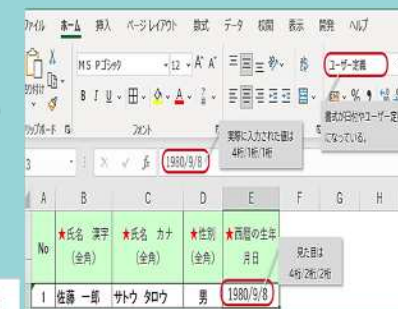 ファイル ホーム 挿入 ページレイアウト 数式 データ 校閲 表示 開発 ヘルプ
MS Pゴシック 12 A A ユーザー定義
B I U A
クリップボード フォント
書式が日付やユーザー定
になっている。
実際に入力された値は
4桁/1桁/1桁
fx 1980/9/8
A B C D E F G H
No ★氏名 漢字 (全角) ★氏名 カナ (全角) ★性別 (全角) ★西暦の生年月日
見た目は
4桁/2桁/2桁
1 佐藤 一郎 サトウ タロウ 男 1980/9/8